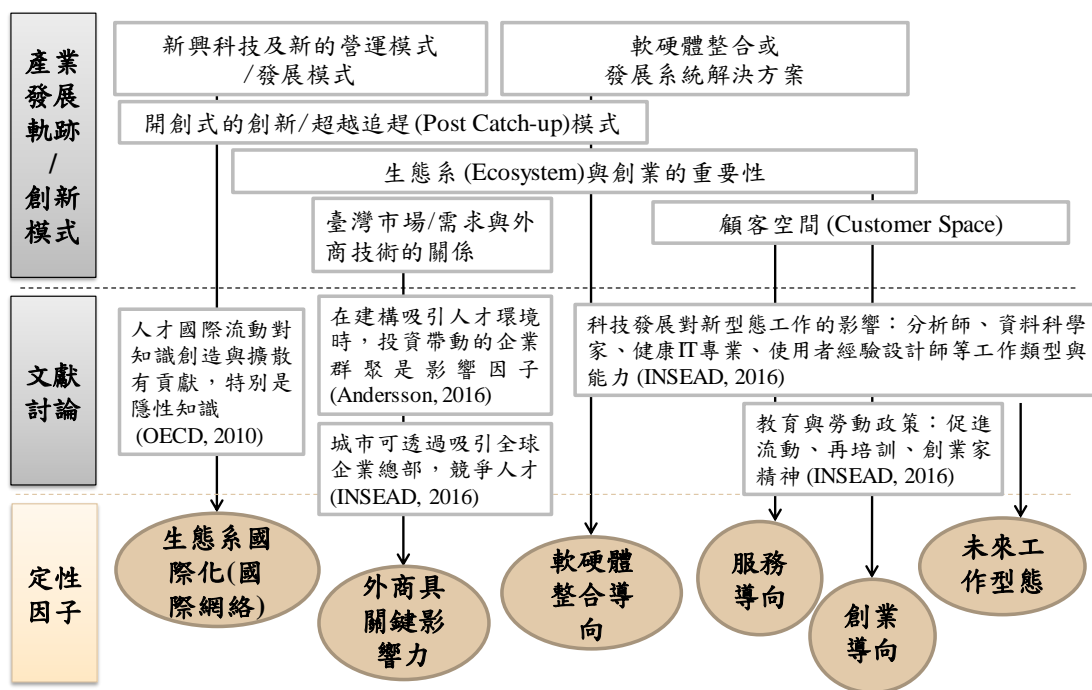 產業
發展
軌跡
/
創新
模式
新興科技及新的營運模式
/發展模式
軟硬體整合或
發展系統解決方案
開創式的創新/超越追趕(Post Catch-up)模式
生態系(Ecosystem)與創業的重要性
臺灣市場/需求與外
商技術的關係
顧客空間(Customer Space)
文獻
討論
人才國際流動對
知識創造與擴散
有貢獻，特別是
隱性知識
(OECD, 2010)
在建構吸引人才環境
時，投資帶動的企業
群聚是影響因子
(Andersson, 2016)
城市可透過吸引全球
企業總部，競爭人才
(INSEAD, 2016)
科技發展對新型態工作的影響：分析師、資料科學
家、健康IT專業、使用者經驗設計師等工作類型與
能力(INSEAD, 2016)
教育與勞動政策：促進
流動、再培訓、創業家
精神(INSEAD, 2016)
定性
因子
生態系國
際化(國
際網絡)
外商具
關鍵影
響力
軟硬體
整合導
向
服務
導向
創業
導向
未來工
作型態